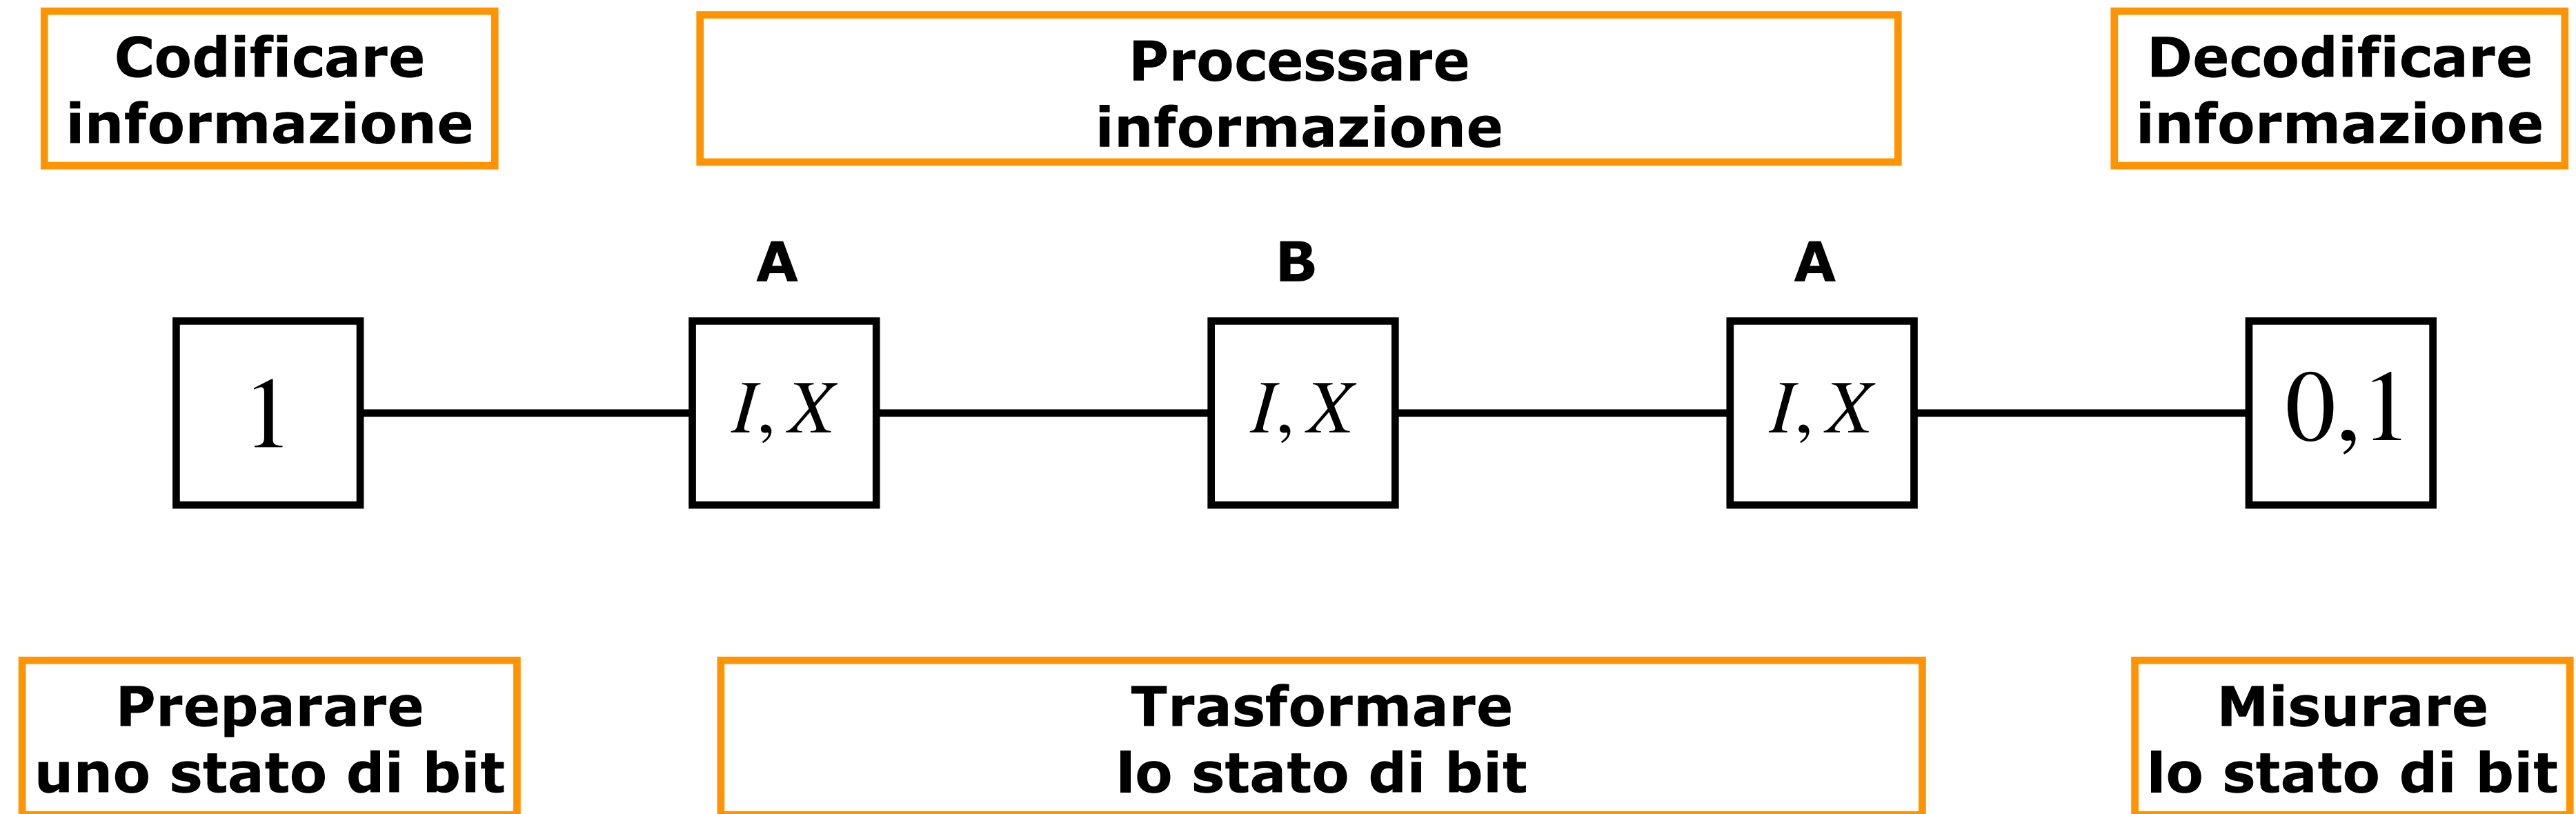 Codificare
informazione
Processare
informazione
Decodificare
informazione
A
B
A
1
I, X
I, X
I, X
0,1
Preparare
uno stato di bit
Trasformare
lo stato di bit
Misurare
lo stato di bit